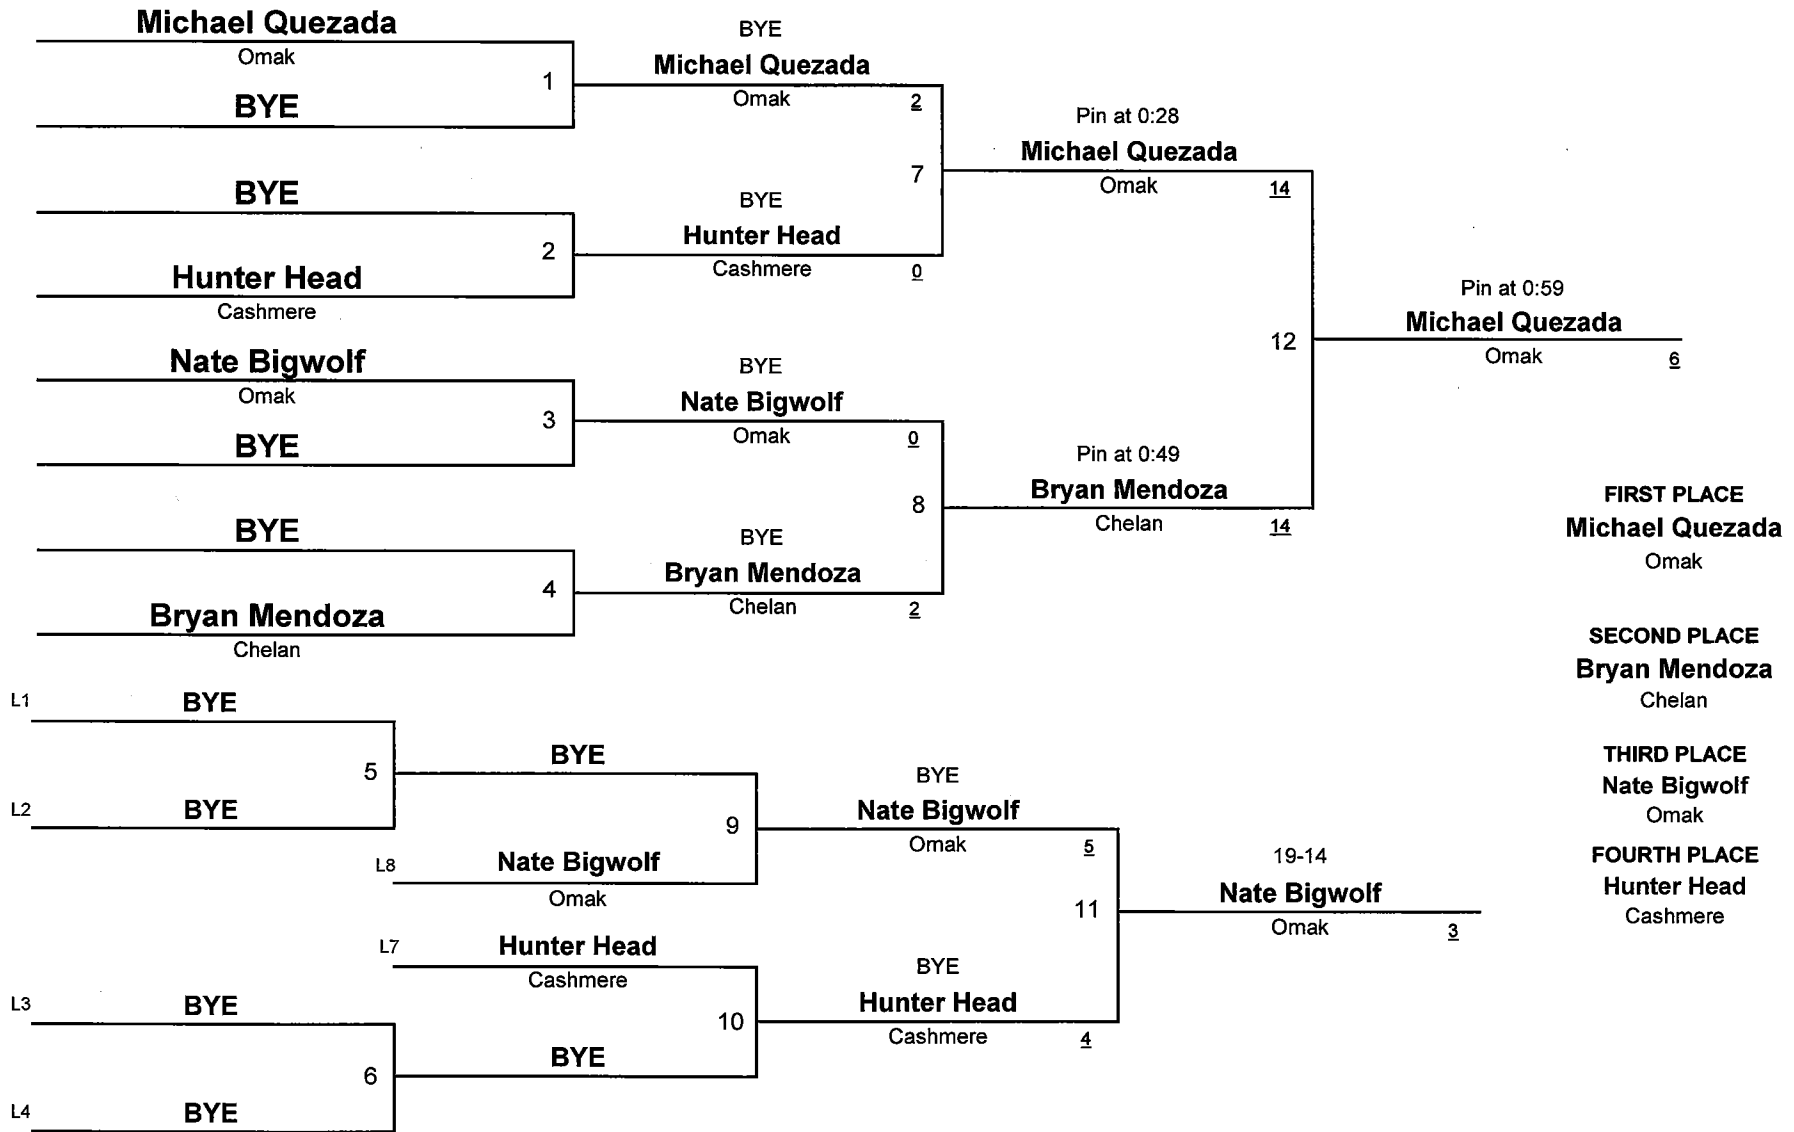 Michael Quezada
Omak
1
BYE
BYE
Michael Quezada
Omak
2
BYE
2
Hunter Head
Cashmere
BYE
Hunter Head
Cashmere
0
7
Pin at 0:28
Michael Quezada
Omak
14
Nate Bigwolf
Omak
3
BYE
BYE
Nate Bigwolf
Omak
0
BYE
4
Bryan Mendoza
Chelan
BYE
Bryan Mendoza
Chelan
2
8
Pin at 0:49
Bryan Mendoza
Chelan
14
12
Pin at 0:59
Michael Quezada
Omak
6
FIRST PLACE
Michael Quezada
Omak
SECOND PLACE
Bryan Mendoza
Chelan
THIRD PLACE
Nate Bigwolf
Omak
FOURTH PLACE
Hunter Head
Cashmere
L1 BYE
5
L2 BYE
BYE
9
L8 Nate Bigwolf
Omak
BYE
Nate Bigwolf
Omak
5
L7 Hunter Head
Cashmere
10
BYE
L3 BYE
6
L4 BYE
BYE
Hunter Head
Cashmere
4
11
19-14
Nate Bigwolf
Omak
3